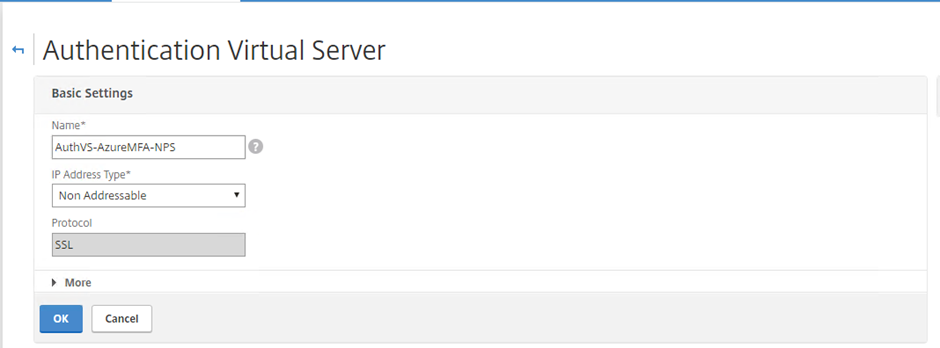 Authentication Virtual Server
Basic Settings
Name*
AuthVS-AzureMFA-NPS
?
IP Address Type*
Non Addressable
Protocol
SSL
More
OK Cancel